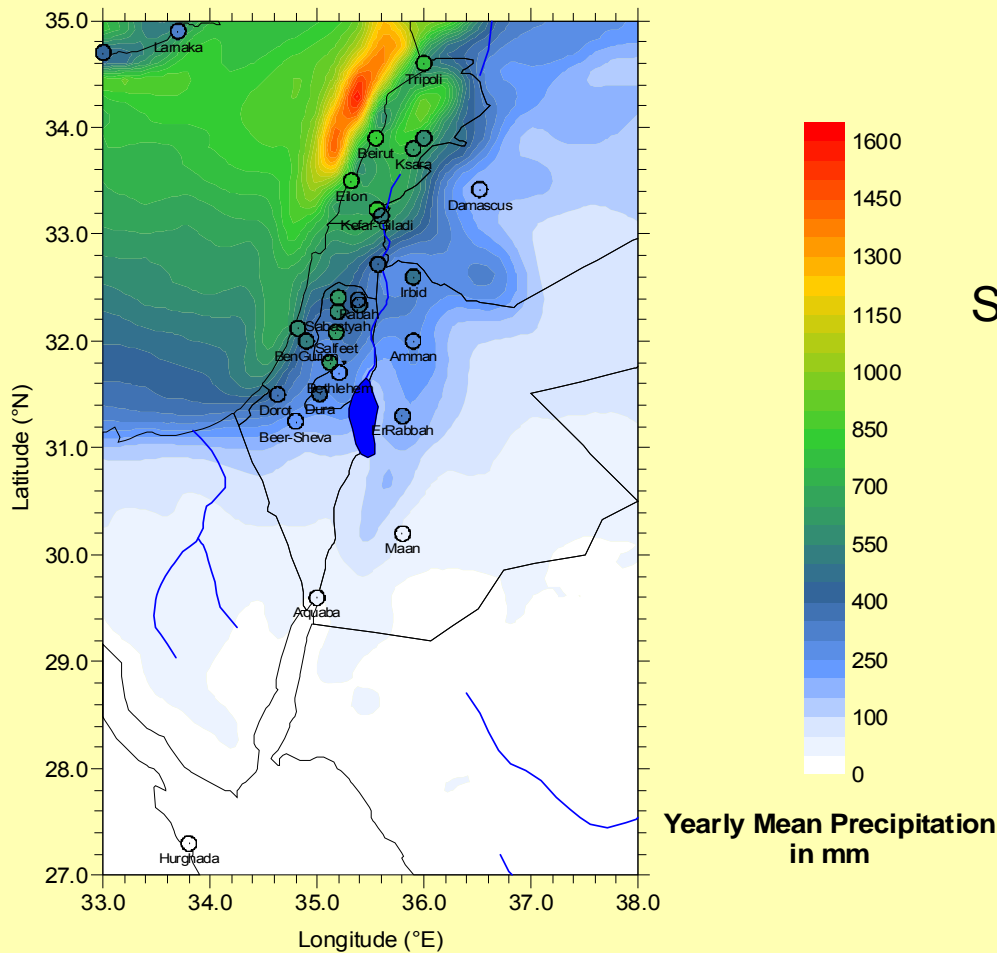 35.0
34.0
33.0
32.0
31.0
30.0
29.0
28.0
27.0
Latitude (°N)
33.0 34.0 35.0 36.0 37.0 38.0
Longitude (°E)
Larnaka
Tripoli
Beirut
Ksara
Eilon
Damascus
Kefar-Giladi
Irbid
Rabah
Sabastyah
Salfeet
BenGurion
Amman
Bethlehem
Dorot
Dura
ErRabbah
Beer-Sheva
Maan
Aquaba
Hurghada
1600
1450
1300
1150
1000
850
700
550
400
250
100
0
Yearly Mean Precipitation
in mm
S